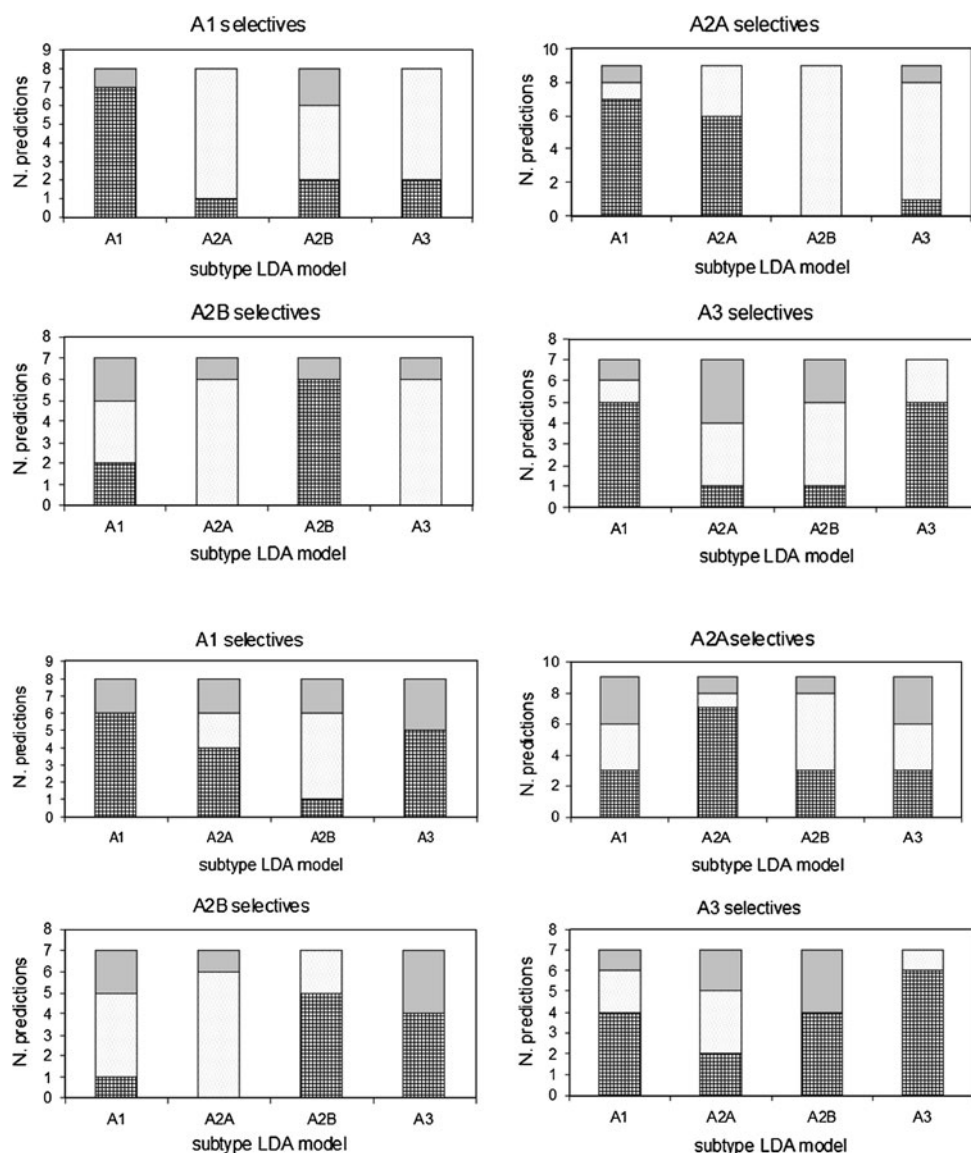 A1 selectives
9
8
7
6
5
4
3
2
1
0
N. predictions
A1 A2A A2B A3
subtype LDA model
A2A selectives
10
8
6
4
2
0
N. predictions
A1 A2A A2B A3
subtype LDA model
A2B selectives
8
7
6
5
4
3
2
1
0
N. predictions
A1 A2A A2B A3
subtype LDA model
A3 selectives
8
7
6
5
4
3
2
1
0
N. predictions
A1 A2A A2B A3
subtype LDA model
A1 selectives
9
8
7
6
5
4
3
2
1
0
N. predictions
A1 A2A A2B A3
subtype LDA model
A2Aselectives
10
8
6
4
2
0
N. predictions
A1 A2A A2B A3
subtype LDA model
A2B selectives
8
7
6
5
4
3
2
1
0
N. predictions
A1 A2A A2B A3
subtype LDA model
A3 selectives
8
7
6
5
4
3
2
1
0
N. predictions
A1 A2A A2B A3
subtype LDA model